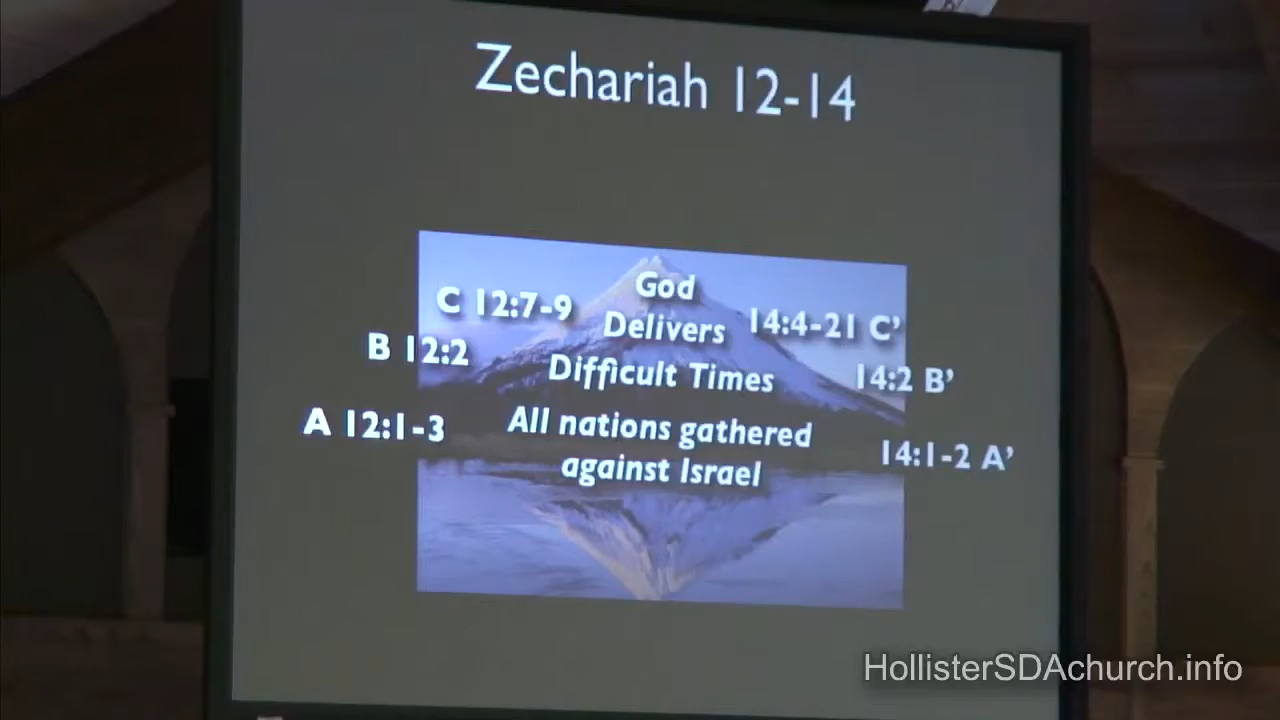 Zechariah 12-14
God
C 12:7-9
Delivers
14:4-21 C’
B 12:2
Difficult Times
14:2 B’
A 12:1-3
All nations gathered
against Israel
14:1-2 A’
HollisterSDAchurch.info